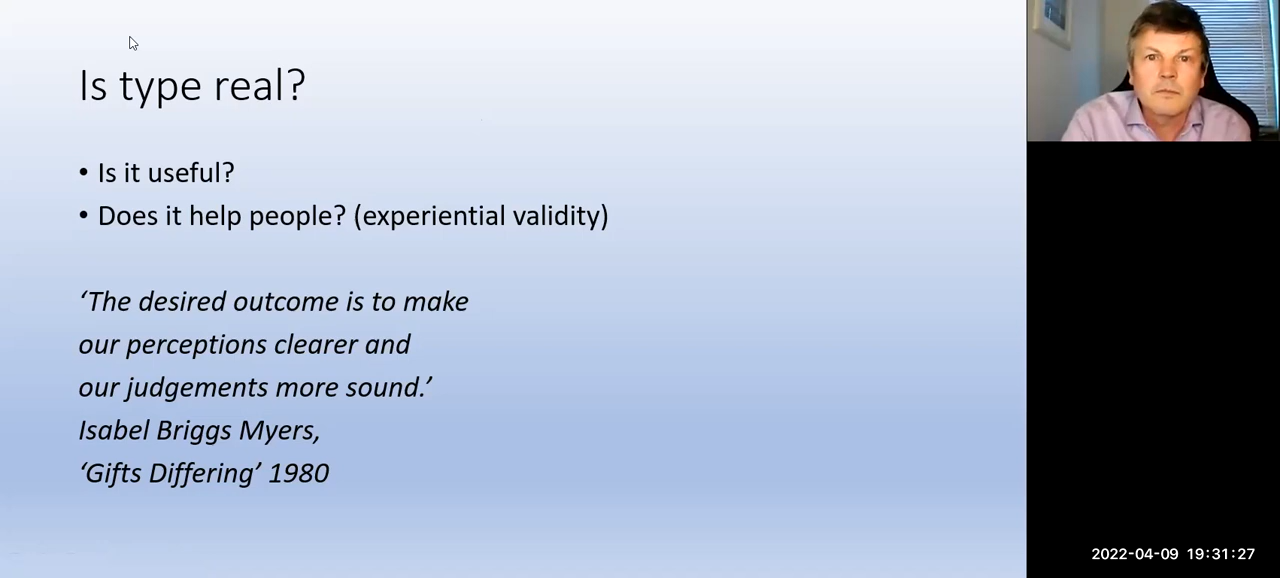 Is type real?
• Is it useful?
• Does it help people? (experiential validity)
‘The desired outcome is to make
our perceptions clearer and
our judgements more sound.’
Isabel Briggs Myers,
‘Gifts Differing’ 1980
2022-04-09 19:31:27